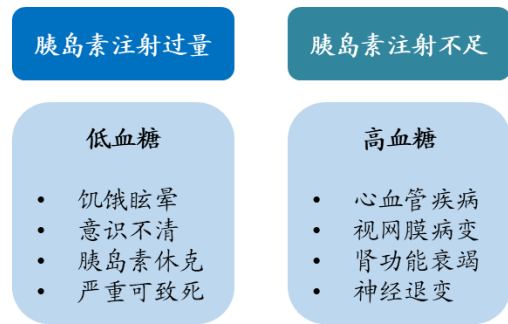 胰岛素注射过量
胰岛素注射不足
低血糖
• 饥饿眩晕
• 意识不清
• 胰岛素休克
• 严重可致死
高血糖
• 心血管疾病
• 视网膜病变
• 肾功能衰竭
• 神经退变